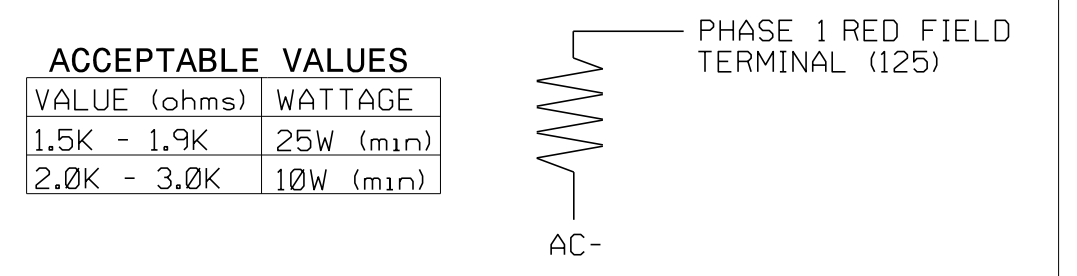 ACCEPTABLE VALUES
VALUE (ohms) WATTAGE
1.5K - 1.9K 25W (min)
2.0K - 3.0K 10W (min)
PHASE 1 RED FIELD
TERMINAL (125)
AC-